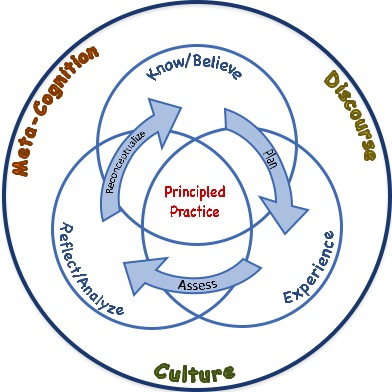 Know/Believe
Meta-Cognition
Discourse
Reconceptualize
Plan
Principled
Practice
Reflect/Analyze
Experience
Assess
Culture